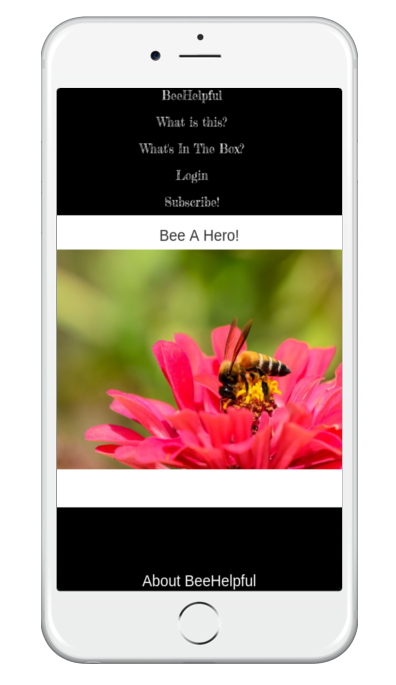 BeeHelpful
What is this?
What's In The Box?
Login
Subscribe!
Bee A Hero!
About BeeHelpful